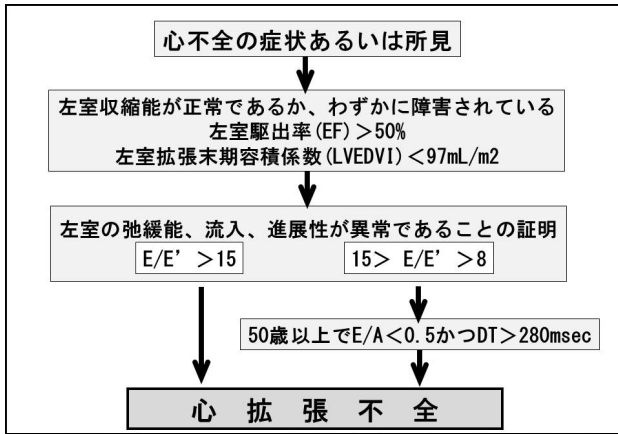 心不全の症状あるいは所見
左室収縮能が正常であるか、わずかに障害されている
左室駆出率(EF)>50%
左室拡張末期容積係数(LVEDVI)<97mL/m2
左室の弛緩能、流入、進展性が異常であることの証明
E/E’ >15
15> E/E’ >8
50歳以上でE/A<0.5かつDT>280msec
心 拡 張 不 全